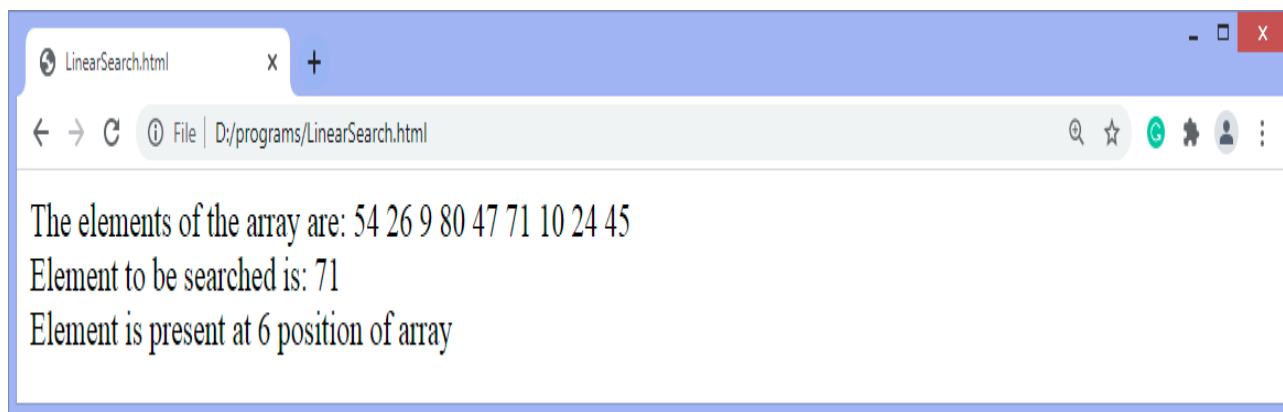 LinearSearch.html
File D:/programs/LinearSearch.html
The elements of the array are: 54 26 9 80 47 71 10 24 45
Element to be searched is: 71
Element is present at 6 position of array